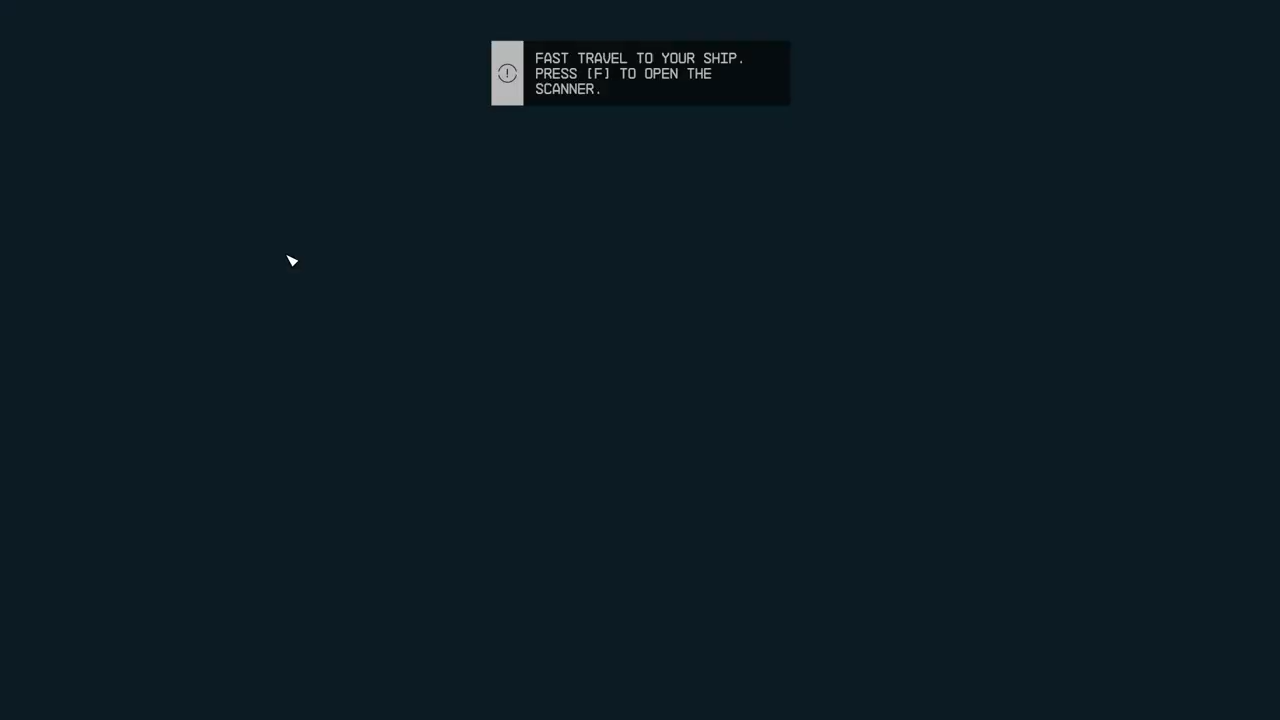 FAST TRAVEL TO YOUR SHIP.
PRESS [F] TO OPEN THE
SCANNER.